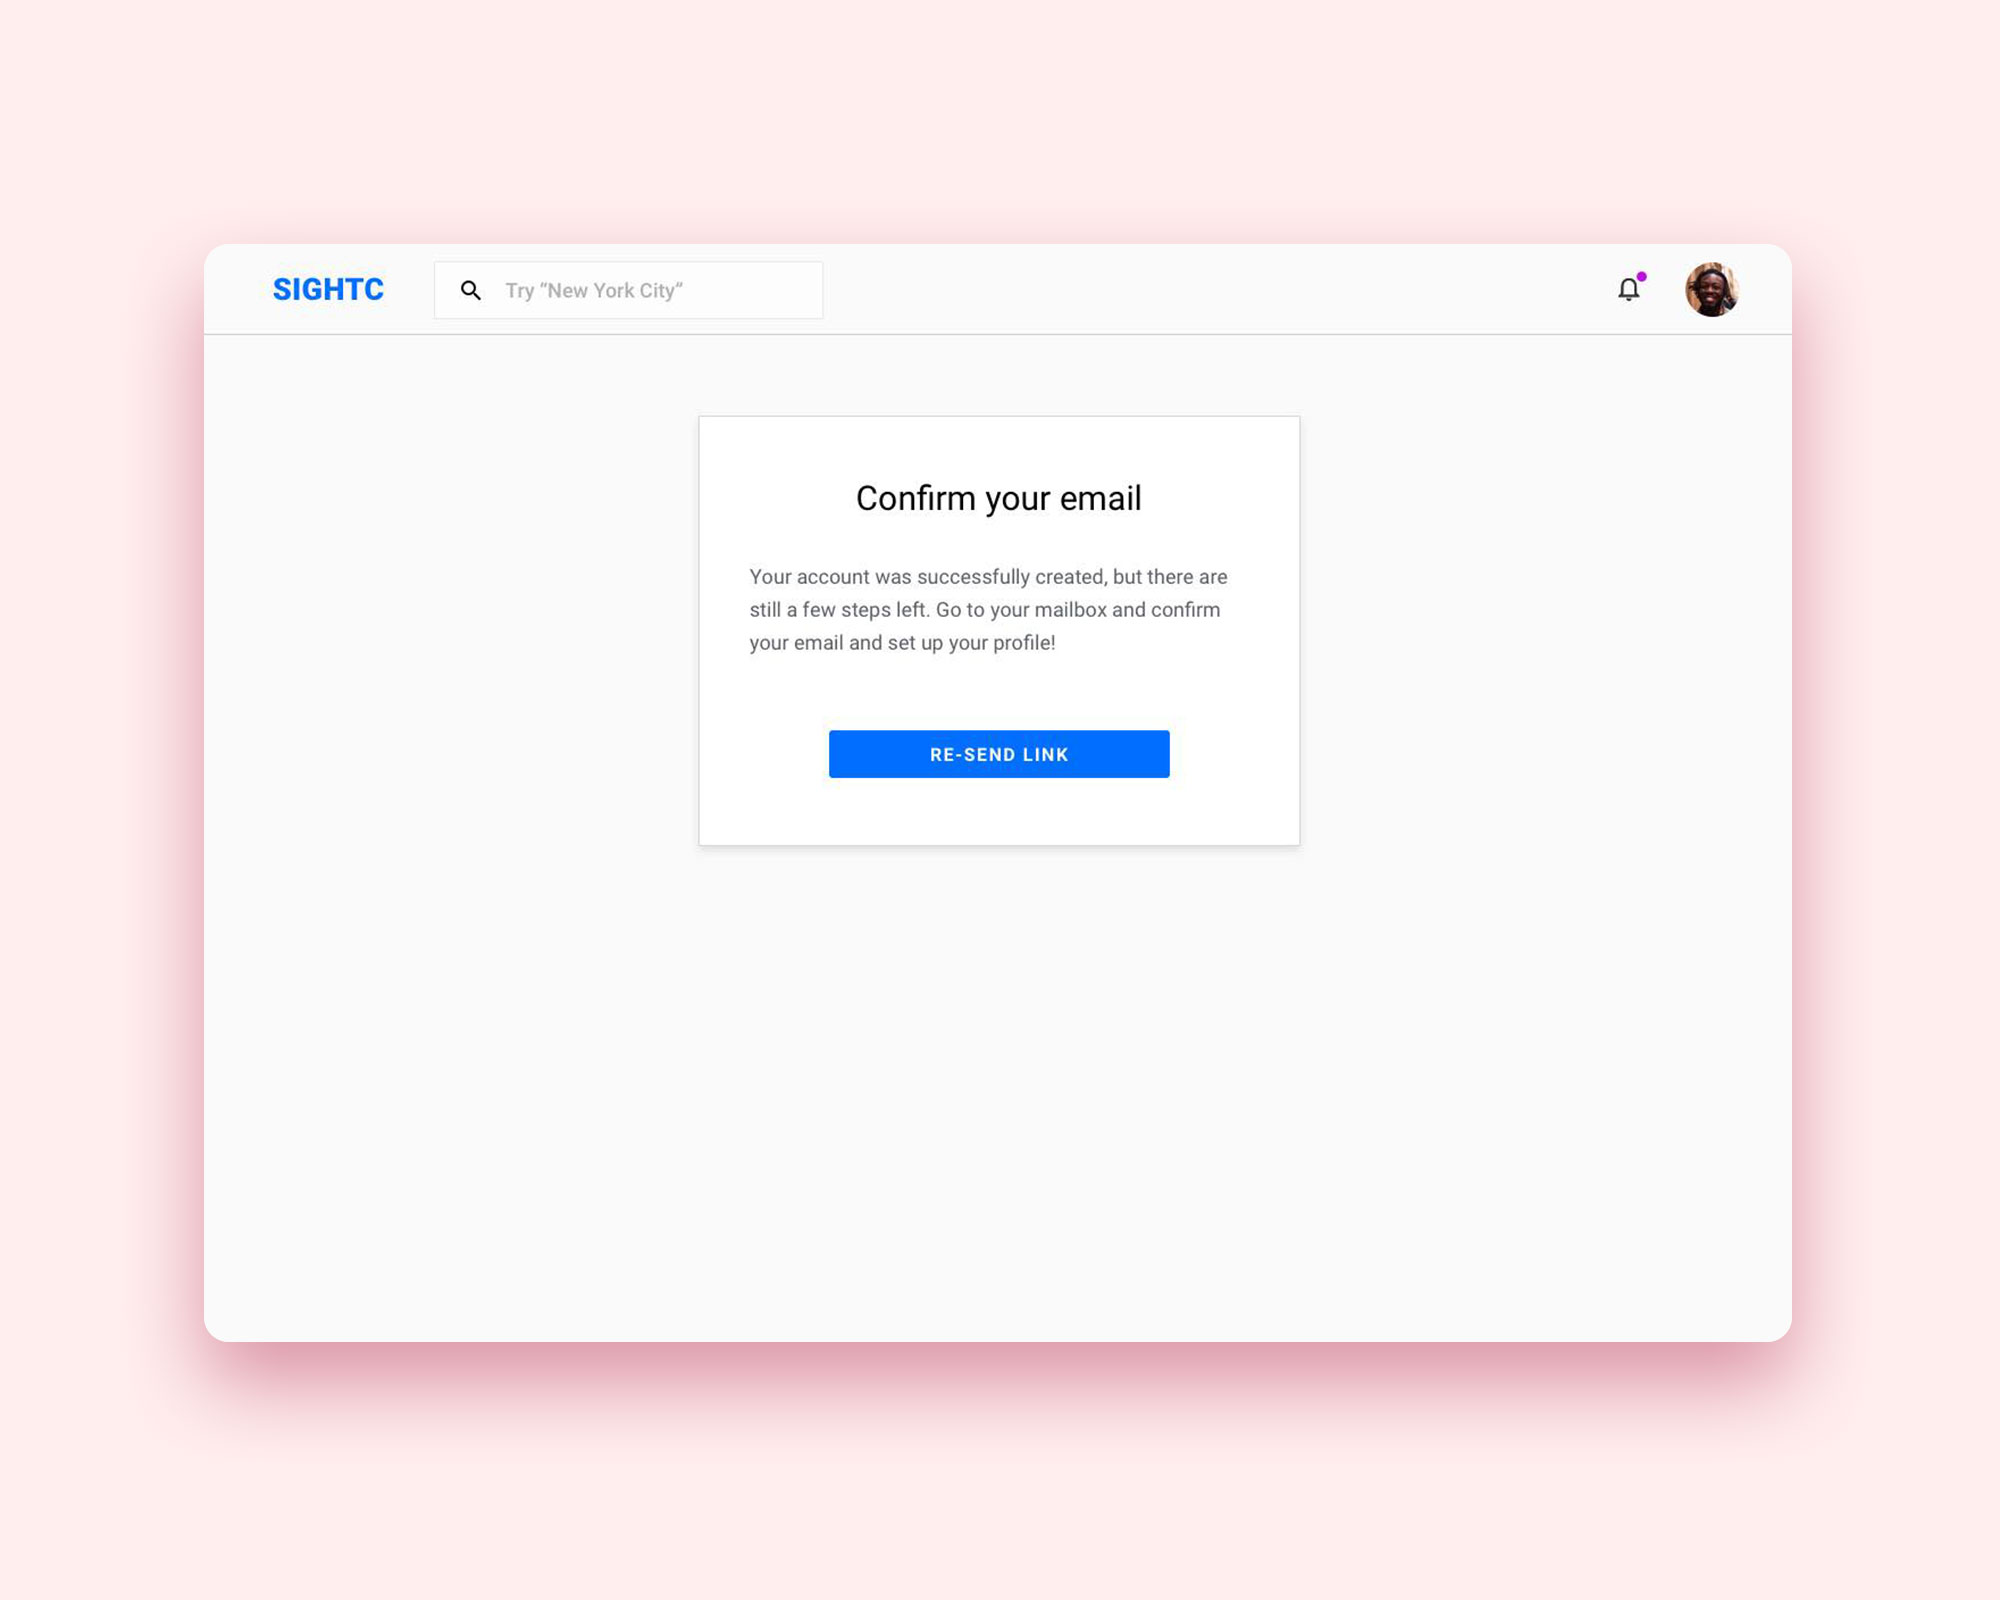 SIGHTC
Try “New York City“
Confirm your email
Your account was successfully created, but there are
still a few steps left. Go to your mailbox and confirm
your email and set up your profile!
RE-SEND LINK